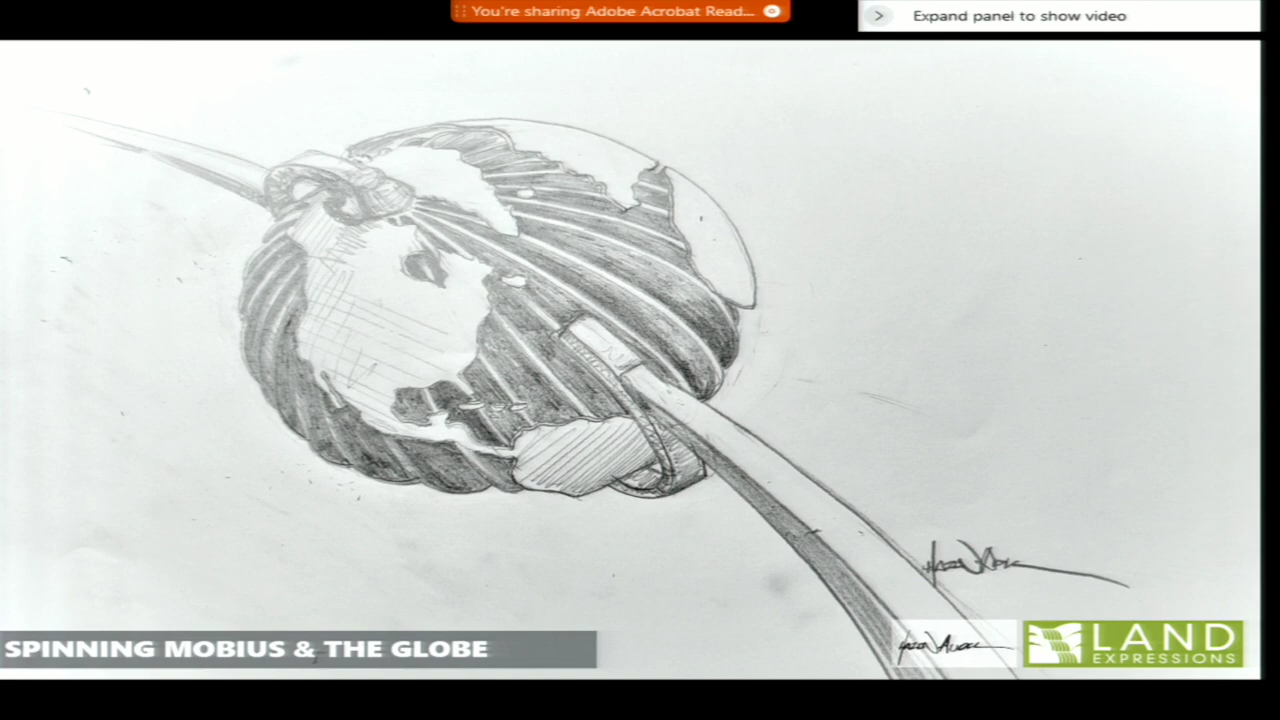 You're sharing Adobe Acrobat Read...
Expand panel to show video
SPINNING MOBIUS & THE GLOBE
LAND
EXPRESSIONS